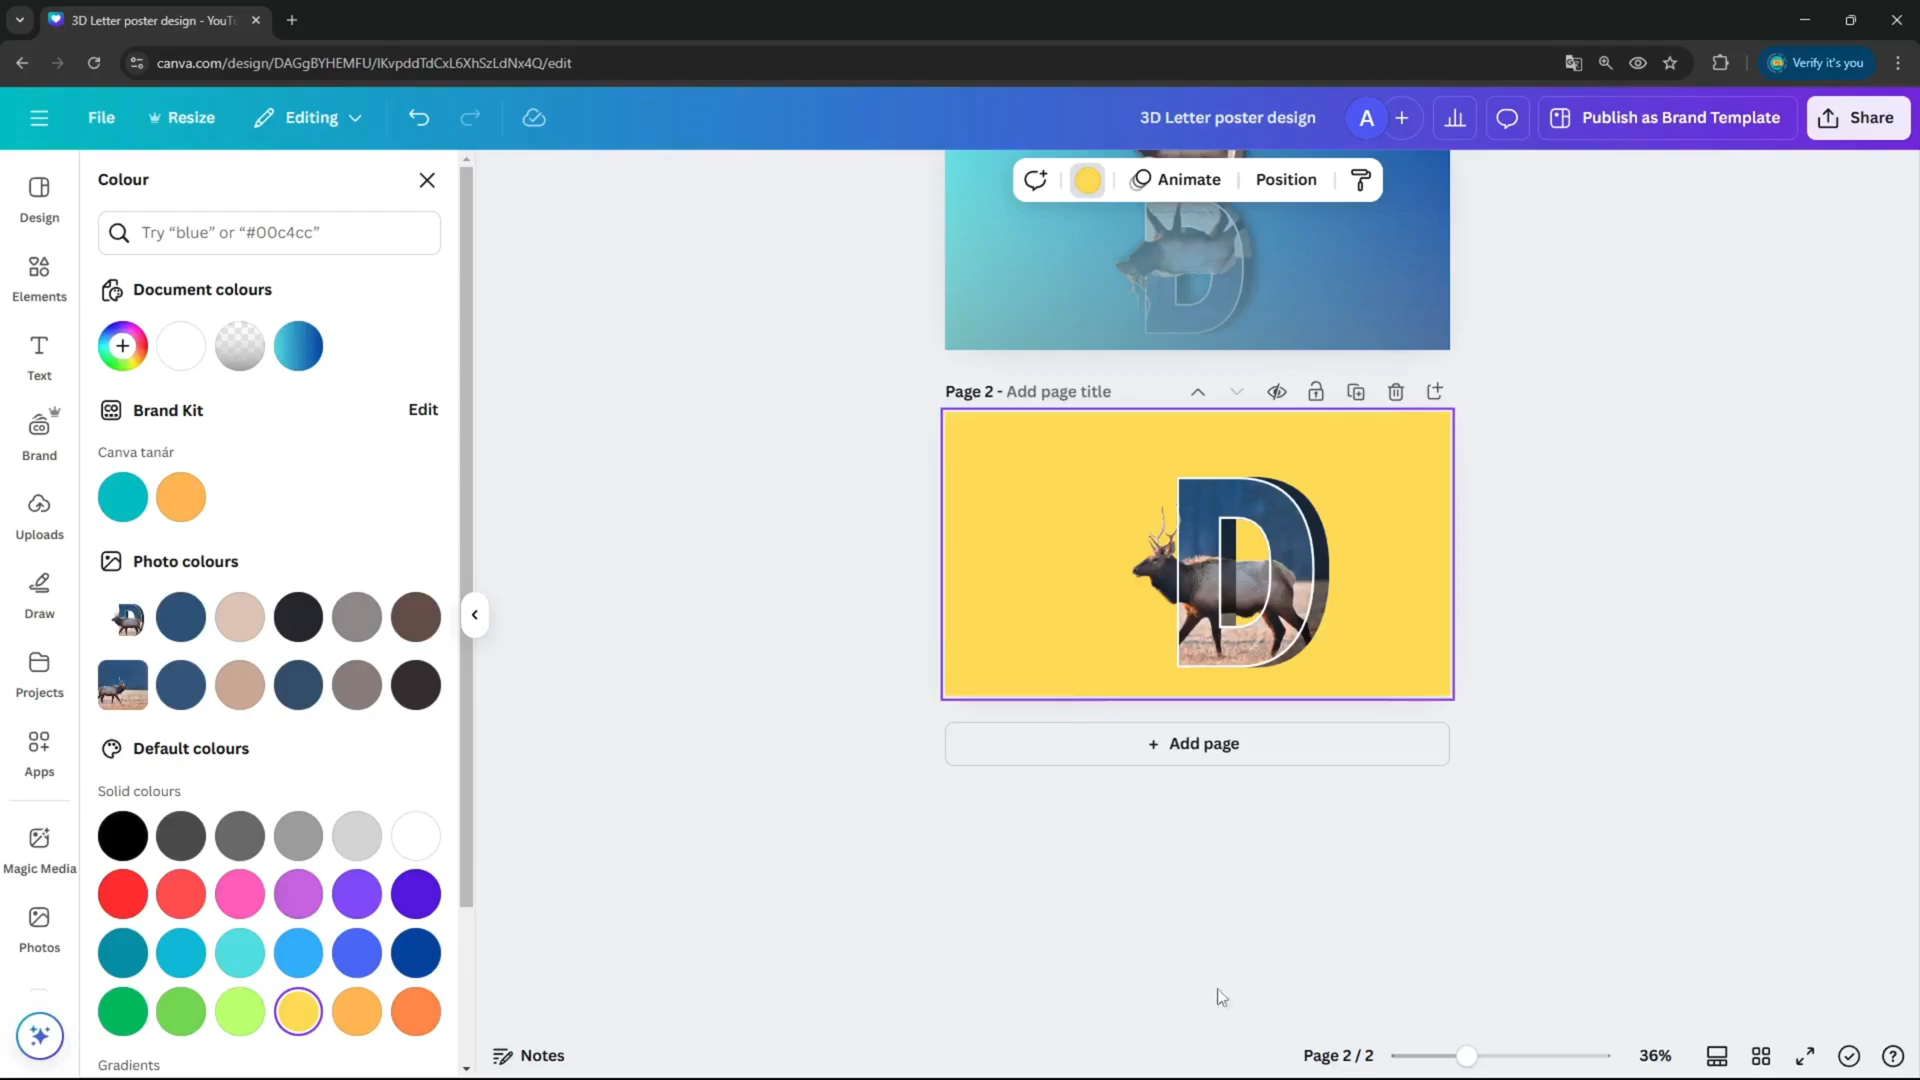 3D Letter poster design - YouT
canva.com/design/DAGgBYHEMFU/IKvpddTdCxL6XhSzLdNx4Q/edit
Verify it's you
File
Resize
Editing
3D Letter poster design
A
Publish as Brand Template
Share
Design
Elements
Text
Brand
Uploads
Draw
Projects
Apps
Magic Media
Photos
Colour
Try “blue” or “#00c4cc”
Document colours
Brand Kit
Edit
Canva tanár
Photo colours
Default colours
Solid colours
Gradients
Animate
Position
D
Page 2 - Add page title
D
+ Add page
Notes
Page 2 / 2
36%